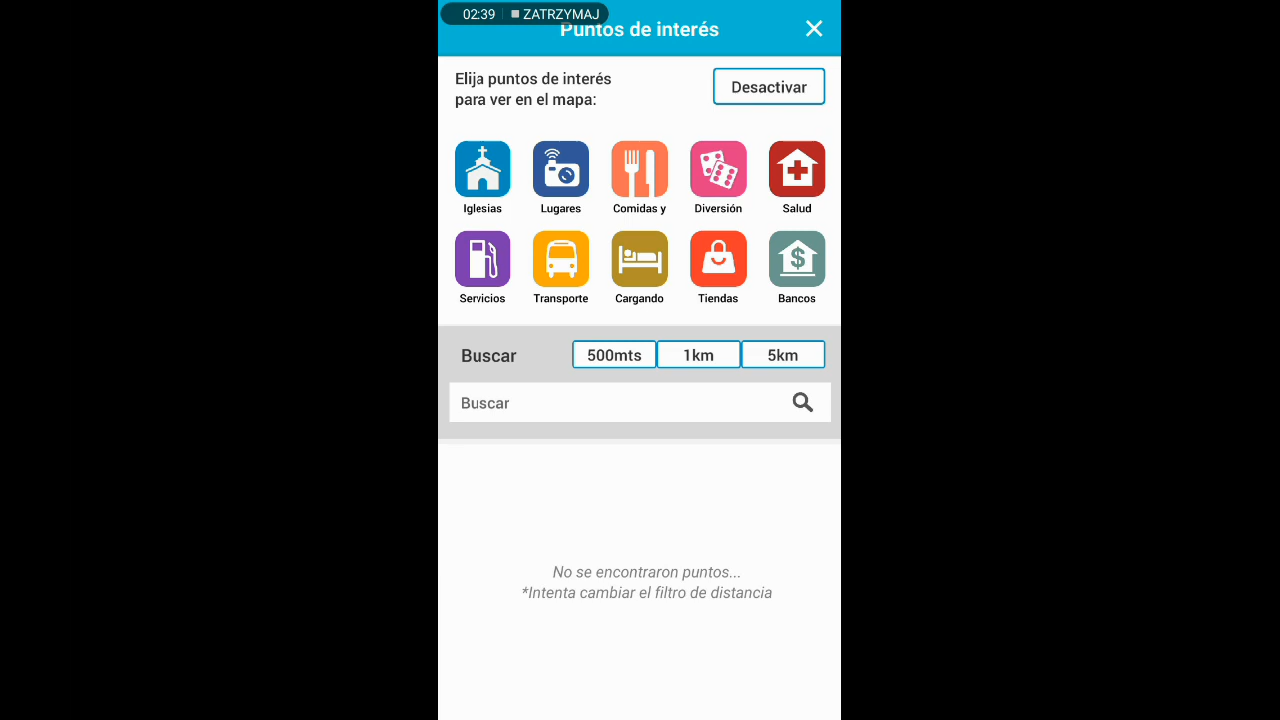 02:39 ZATRZYMAJ
Puntos de interés
Elija puntos de interés
para ver en el mapa:
Desactivar
Iglesias Lugares Comidas y Diversión Salud
Servicios Transporte Cargando Tiendas Bancos
Buscar 500mts 1km 5km
Buscar
No se encontraron puntos...
*Intenta cambiar el filtro de distancia